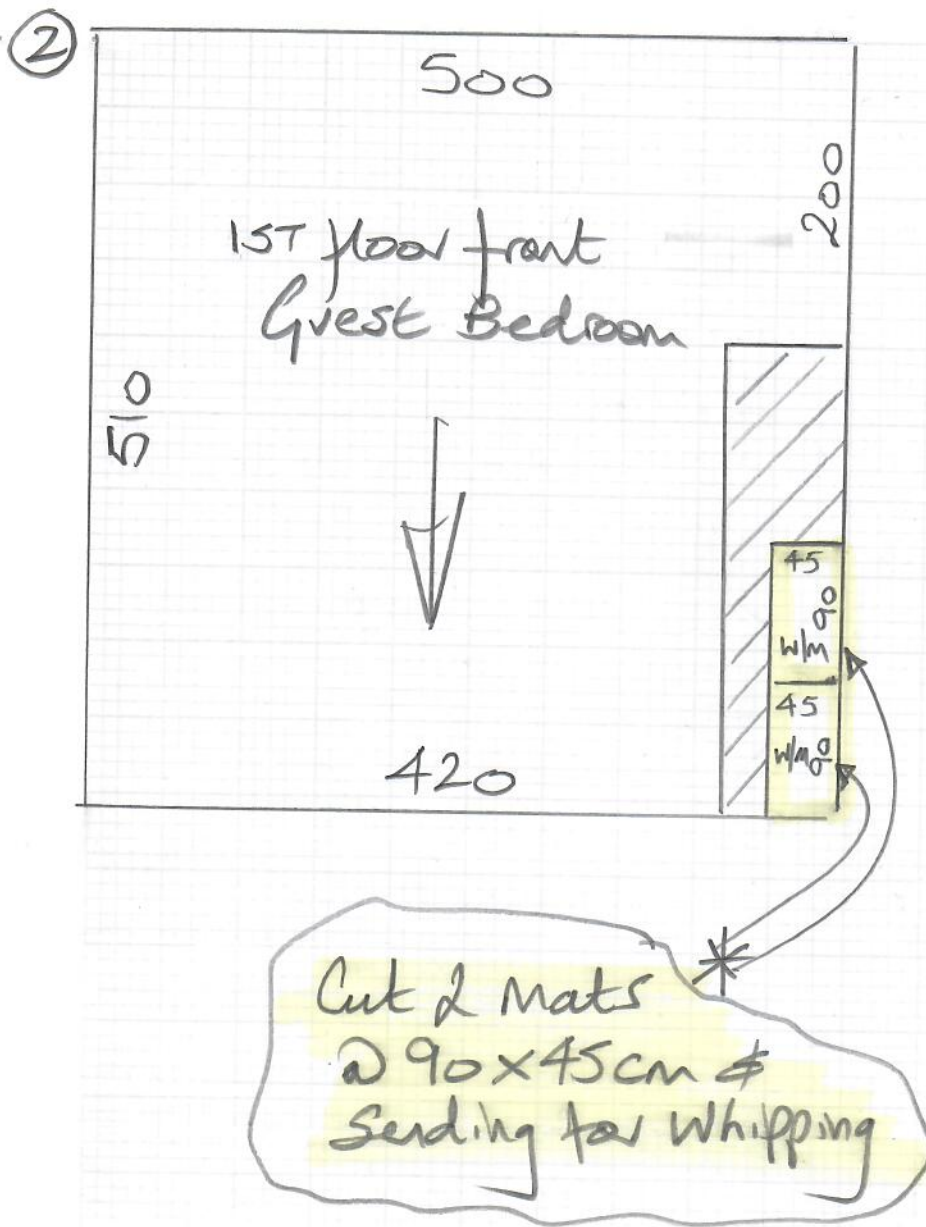 2
500
200
1ST floor front
Guest Bedroom
510
45
90
W/M
45
W/M 90
420
Cut 2 Mats
@ 90x45cm &
Sending for Whipping